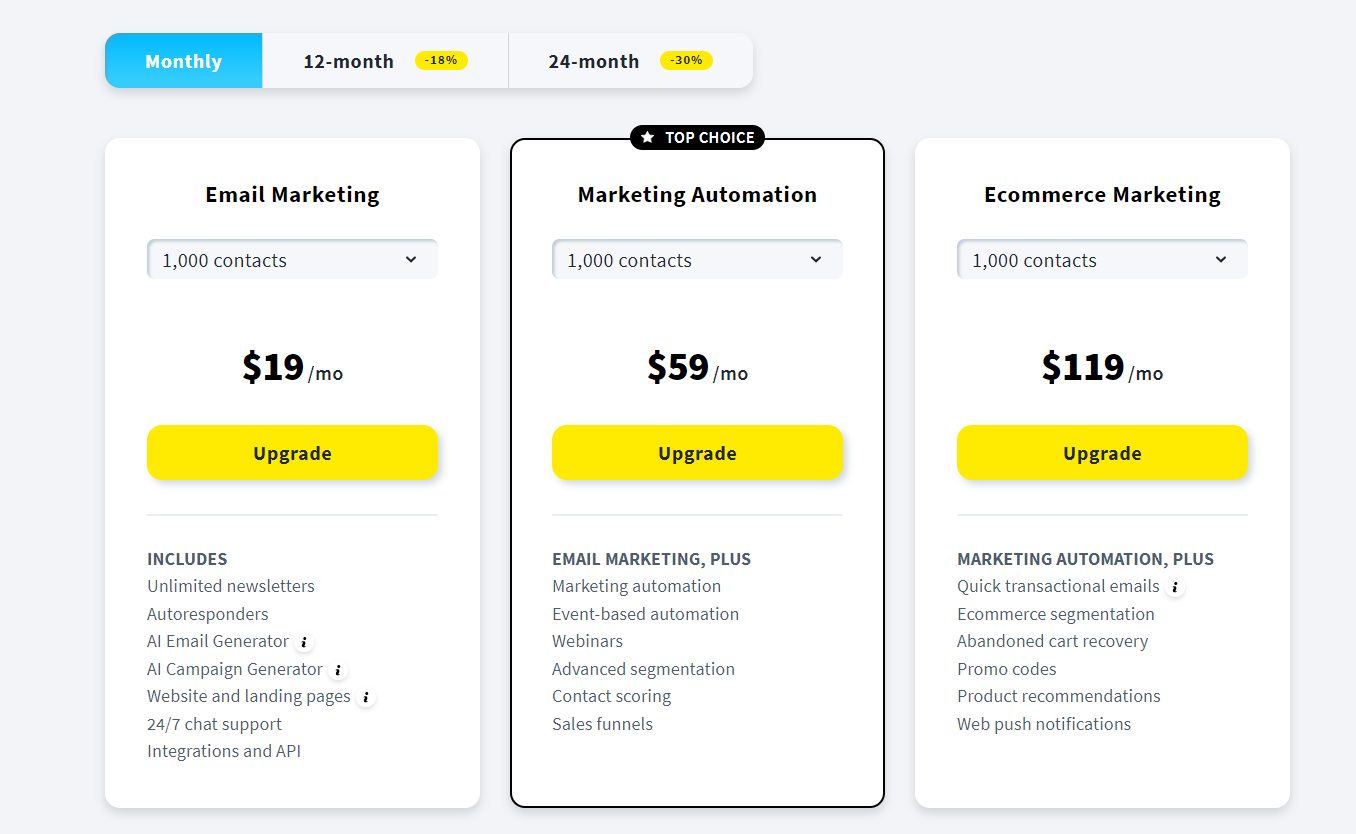 Monthly
12-month -18%
24-month -30%
TOP CHOICE
Email Marketing
1,000 contacts
$19 /mo
Upgrade
INCLUDES
Unlimited newsletters
Autoresponders
AI Email Generator i
AI Campaign Generator i
Website and landing pages i
24/7 chat support
Integrations and API
Marketing Automation
1,000 contacts
$59 /mo
Upgrade
EMAIL MARKETING, PLUS
Marketing automation
Event-based automation
Webinars
Advanced segmentation
Contact scoring
Sales funnels
Ecommerce Marketing
1,000 contacts
$119 /mo
Upgrade
MARKETING AUTOMATION, PLUS
Quick transactional emails i
Ecommerce segmentation
Abandoned cart recovery
Promo codes
Product recommendations
Web push notifications